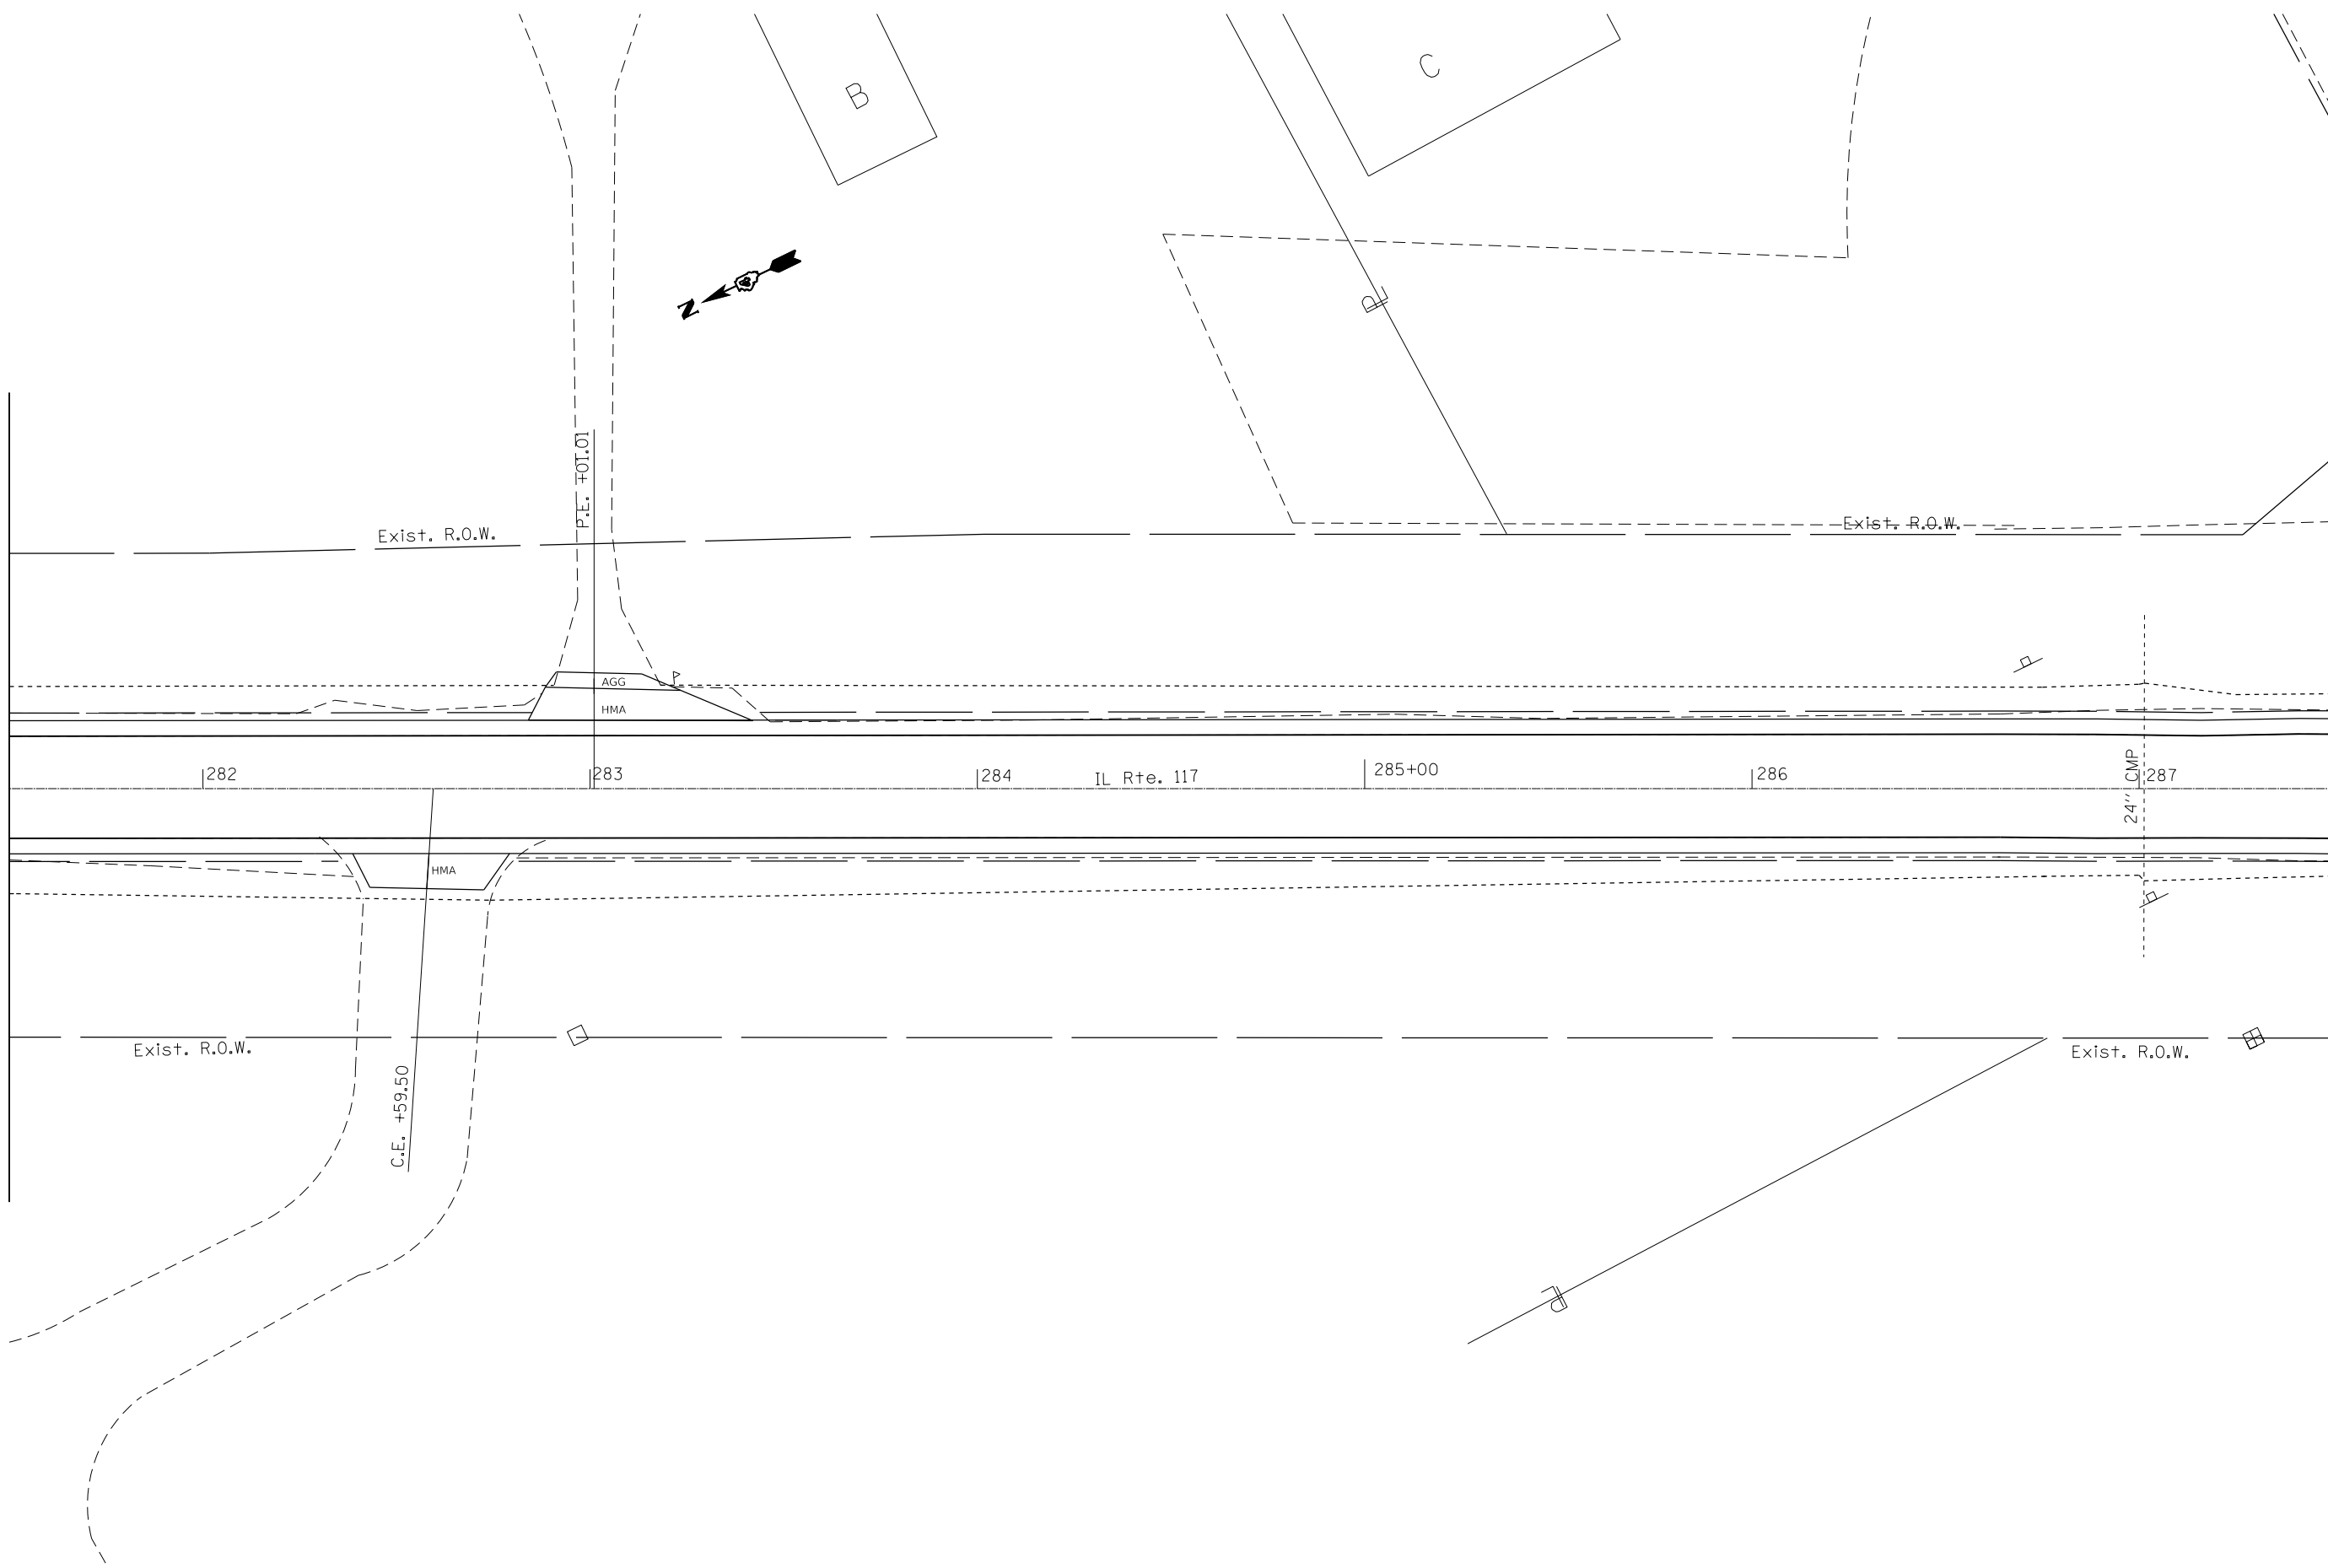 B
C
N
P
L
P.E. +01.01
Exist. R.O.W.
Exist. R.O.W.
AGG
HMA
282
283
284
IL Rte. 117
285+00
286
24'' CMP
287
HMA
Exist. R.O.W.
Exist. R.O.W.
C.E. +59.50
P
L